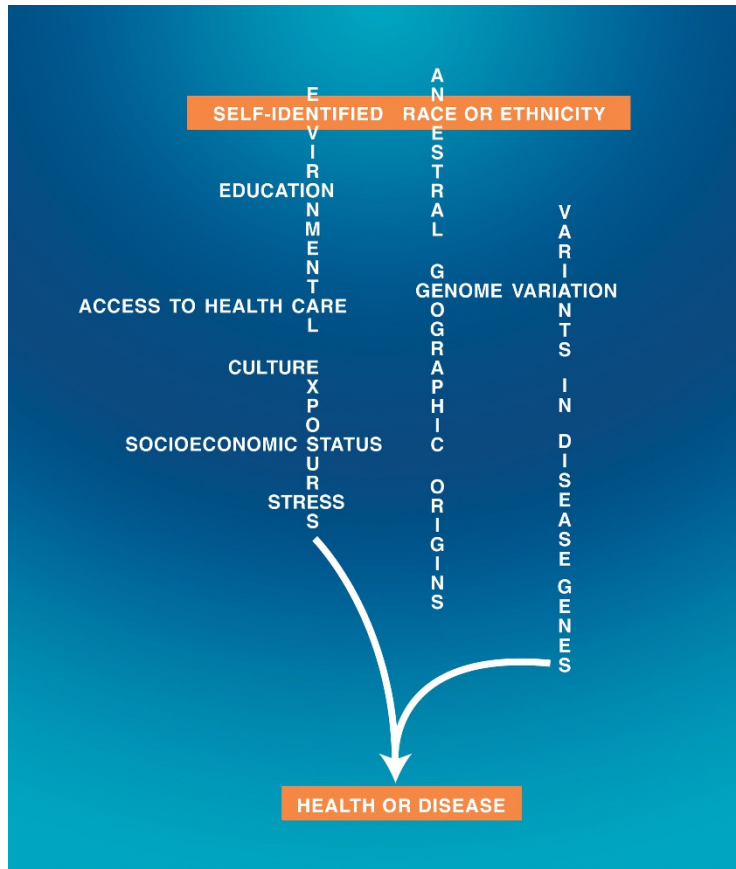 SELF-IDENTIFIED RACE OR ETHNICITY
ENVIRONMENTAL EXPOSURES
EDUCATION
ACCESS TO HEALTH CARE
CULTURE
SOCIOECONOMIC STATUS
STRESS
ANCESTRAL GEOGRAPHIC ORIGINS
GENOME VARIATION
VARIANTS IN DISEASE GENES
HEALTH OR DISEASE